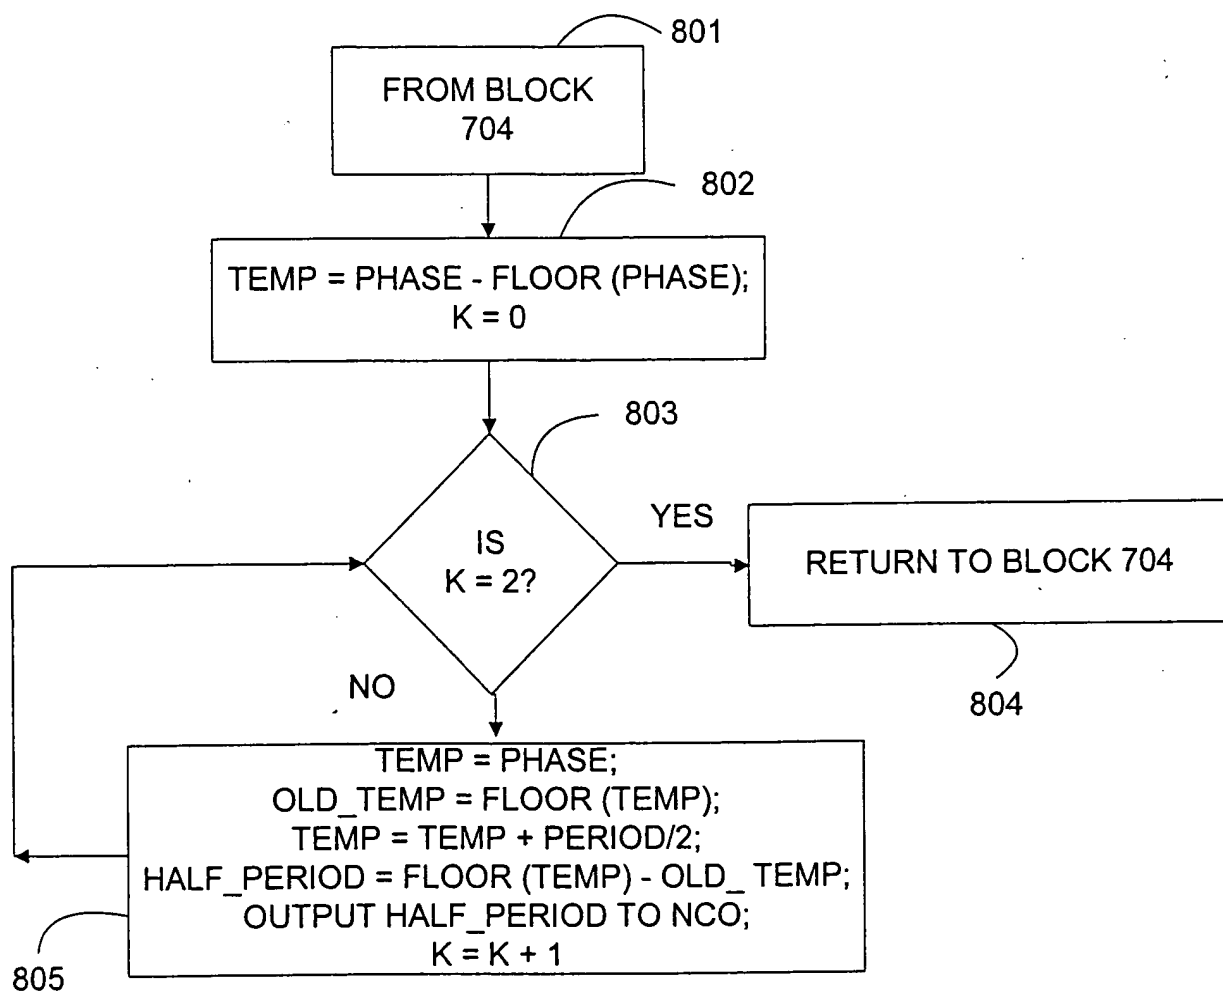 801
FROM BLOCK
704
802
TEMP = PHASE - FLOOR (PHASE);
K = 0
803
IS
K = 2?
YES
RETURN TO BLOCK 704
804
NO
TEMP = PHASE;
OLD_TEMP = FLOOR (TEMP);
TEMP = TEMP + PERIOD/2;
HALF_PERIOD = FLOOR (TEMP) - OLD_ TEMP;
OUTPUT HALF_PERIOD TO NCO;
K = K + 1
805